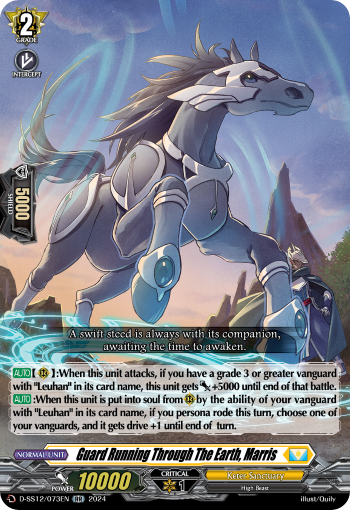 2
GRADE
INTERCEPT
5000
SHIELD
A swift steed is always with its companion,
awaiting the time to awaken.
AUTO : When this unit attacks, if you have a grade 3 or greater vanguard
with "Leuhan" in its card name, this unit gets +5000 until end of that battle.
AUTO :When this unit is put into soul from by the ability of your vanguard
with "Leuhan" in its card name, if you persona rode this turn, choose one of
your vanguards, and it gets drive +1 until end of turn.
NORMAL UNIT
Guard Running Through The Earth, Marris
POWER 10000
CRITICAL
1
Keter Sanctuary
High Beast
D-SS12/073EN RR 2024
illust/Quily